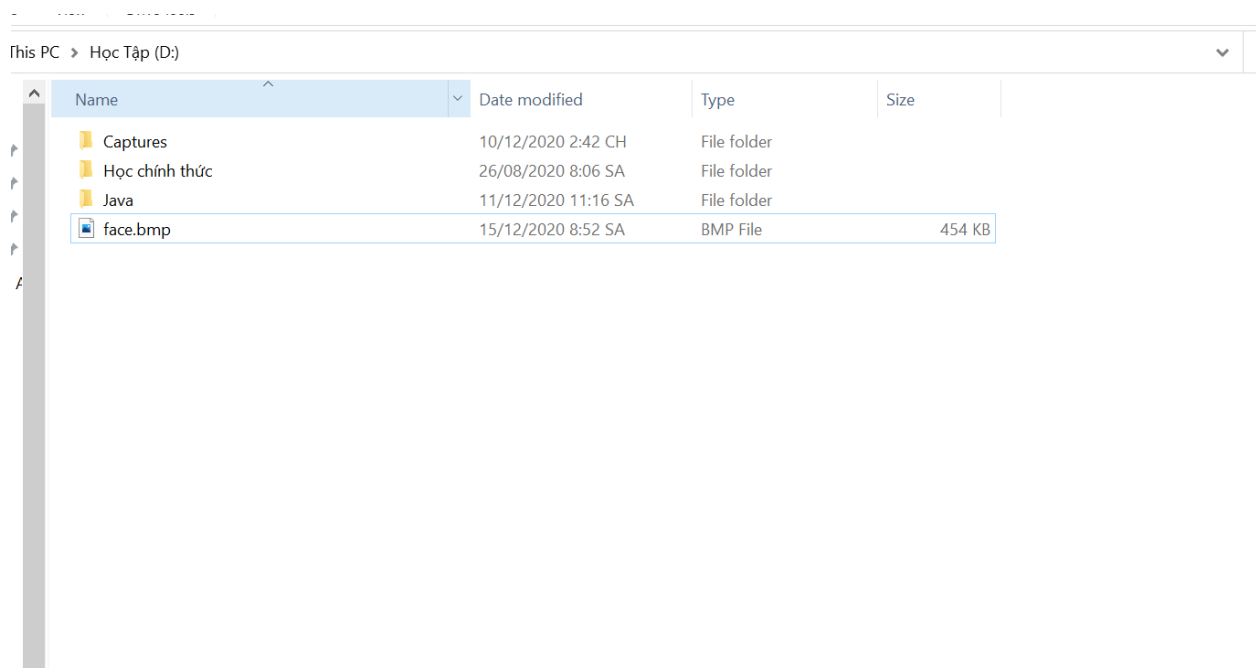 This PC > Học Tập (D:)
Name Date modified Type Size
Captures 10/12/2020 2:42 CH File folder
Học chính thức 26/08/2020 8:06 SA File folder
Java 11/12/2020 11:16 SA File folder
face.bmp 15/12/2020 8:52 SA BMP File 454 KB